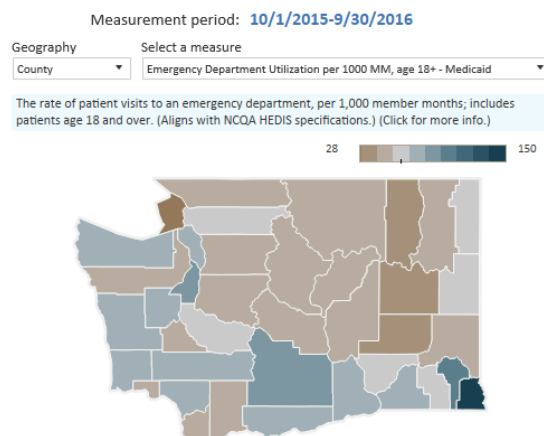 Measurement period: 10/1/2015-9/30/2016
Geography Select a measure
County Emergency Department Utilization per 1000 MM, age 18+ - Medicaid
The rate of patient visits to an emergency department, per 1,000 member months; includes
patients age 18 and over. (Aligns with NCQA HEDIS specifications.) (Click for more info.)
28 150